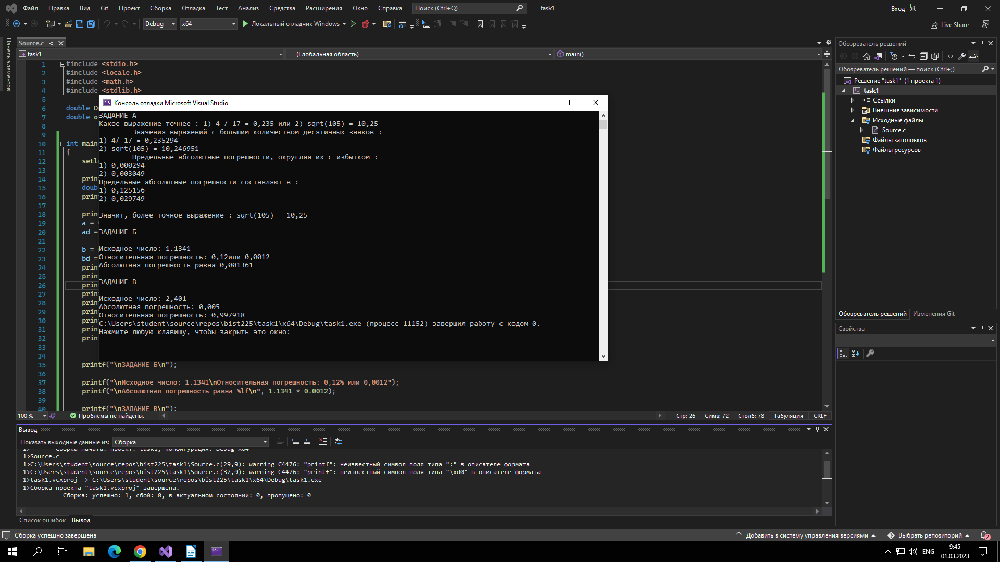 Файл Правка Вид Git Проект Сборка Отладка Тест Анализ Средства Расширения Окно Справка Поиск (Ctrl+Q) task1 Вход
Debug x64 Локальный отладчик Windows Live Share
Панель элементов
Source.c
task1 (Глобальная область) main()
1 #include <stdio.h>
2 #include <locale.h>
3 #include <math.h>
4 #include <stdlib.h>
5
6 double D
7 double o
8
9
10 int main
11 {
12 setl
13
14 prin
15 doub
16 prin
17
18 prin
19 a =
20 ad =
21
22 b =
23 bd =
24 prin
25 prin
26 prin
27 prin
28 prin
29 prin
30 prin
31 prin
32 prin
33
34
35 printf("\nЗАДАНИЕ Б\n");
36
37 printf("\nИсходное число: 1.1341\nОтносительная погрешность: 0,12% или 0,0012");
38 printf("\nАбсолютная погрешность равна %lf\n", 1.1341 * 0.0012);
39
40 printf("\nЗАДАНИЕ В\n");
Консоль отладки Microsoft Visual Studio
ЗАДАНИЕ А
Какое выражение точнее : 1) 4 / 17 = 0,235 или 2) sqrt(105) = 10,25
Значения выражений с большим количеством десятичных знаков :
1) 4/ 17 = 0,235294
2) sqrt(105) = 10,246951
Предельные абсолютные погрешности, округляя их с избытком :
1) 0,000294
2) 0,003049
Предельные абсолютные погрешности составляют в :
1) 0,125156
2) 0,029749
Значит, более точное выражение : sqrt(105) = 10,25
ЗАДАНИЕ Б
Исходное число: 1.1341
Относительная погрешность: 0,12или 0,0012
Абсолютная погрешность равна 0,001361
ЗАДАНИЕ В
Исходное число: 2,401
Абсолютная погрешность: 0,005
Относительная погрешность: 0,997918
C:\Users\student\source\repos\bist225\task1\x64\Debug\task1.exe (процесс 11152) завершил работу с кодом 0.
Нажмите любую клавишу, чтобы закрыть это окно:
100 % Проблемы не найдены. Стр: 26 Симв: 72 Столб: 78 Табуляция CRLF
Вывод
Показать выходные данные из: Сборка
1>------ Сборка начата: проект: task1, Конфигурация: Debug x64 ------
1>Source.c
1>C:\Users\student\source\repos\bist225\task1\Source.c(29,9): warning C4476: "printf": неизвестный символ поля типа ":" в описателе формата
1>C:\Users\student\source\repos\bist225\task1\Source.c(37,9): warning C4476: "printf": неизвестный символ поля типа "\xd0" в описателе формата
1>task1.vcxproj -> C:\Users\student\source\repos\bist225\task1\x64\Debug\task1.exe
1>Сборка проекта "task1.vcxproj" завершена.
========== Сборка: успешно: 1, сбой: 0, в актуальном состоянии: 0, пропущено: 0==========
Список ошибок Вывод
Обозреватель решений
Обозреватель решений — поиск (Ctrl+;)
Решение "task1" (1 проекта 1)
task1
Ссылки
Внешние зависимости
Исходные файлы
Source.c
Файлы заголовков
Файлы ресурсов
Обозреватель решений Изменения Git
Свойства
Сборка успешно завершена Добавить в систему управления версиями Выбрать репозиторий 2
ENG 9:45
01.03.2023